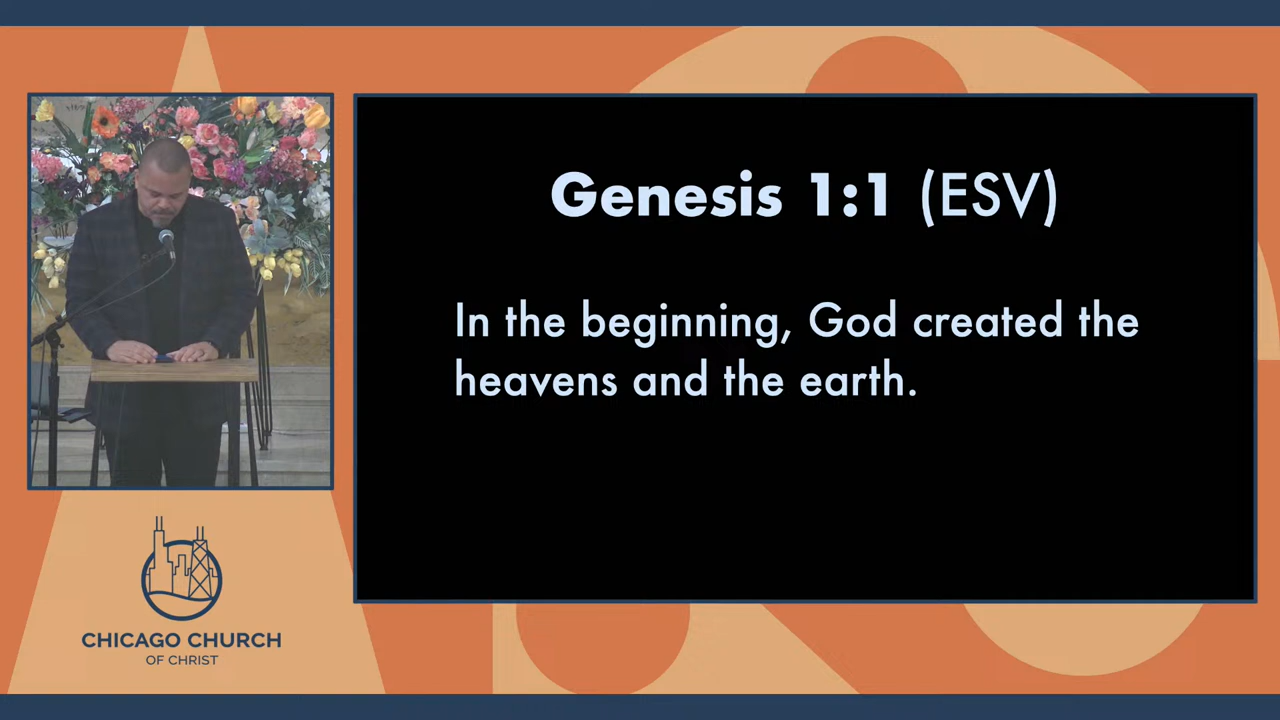 Genesis 1:1 (ESV)
In the beginning, God created the
heavens and the earth.
CHICAGO CHURCH
OF CHRIST